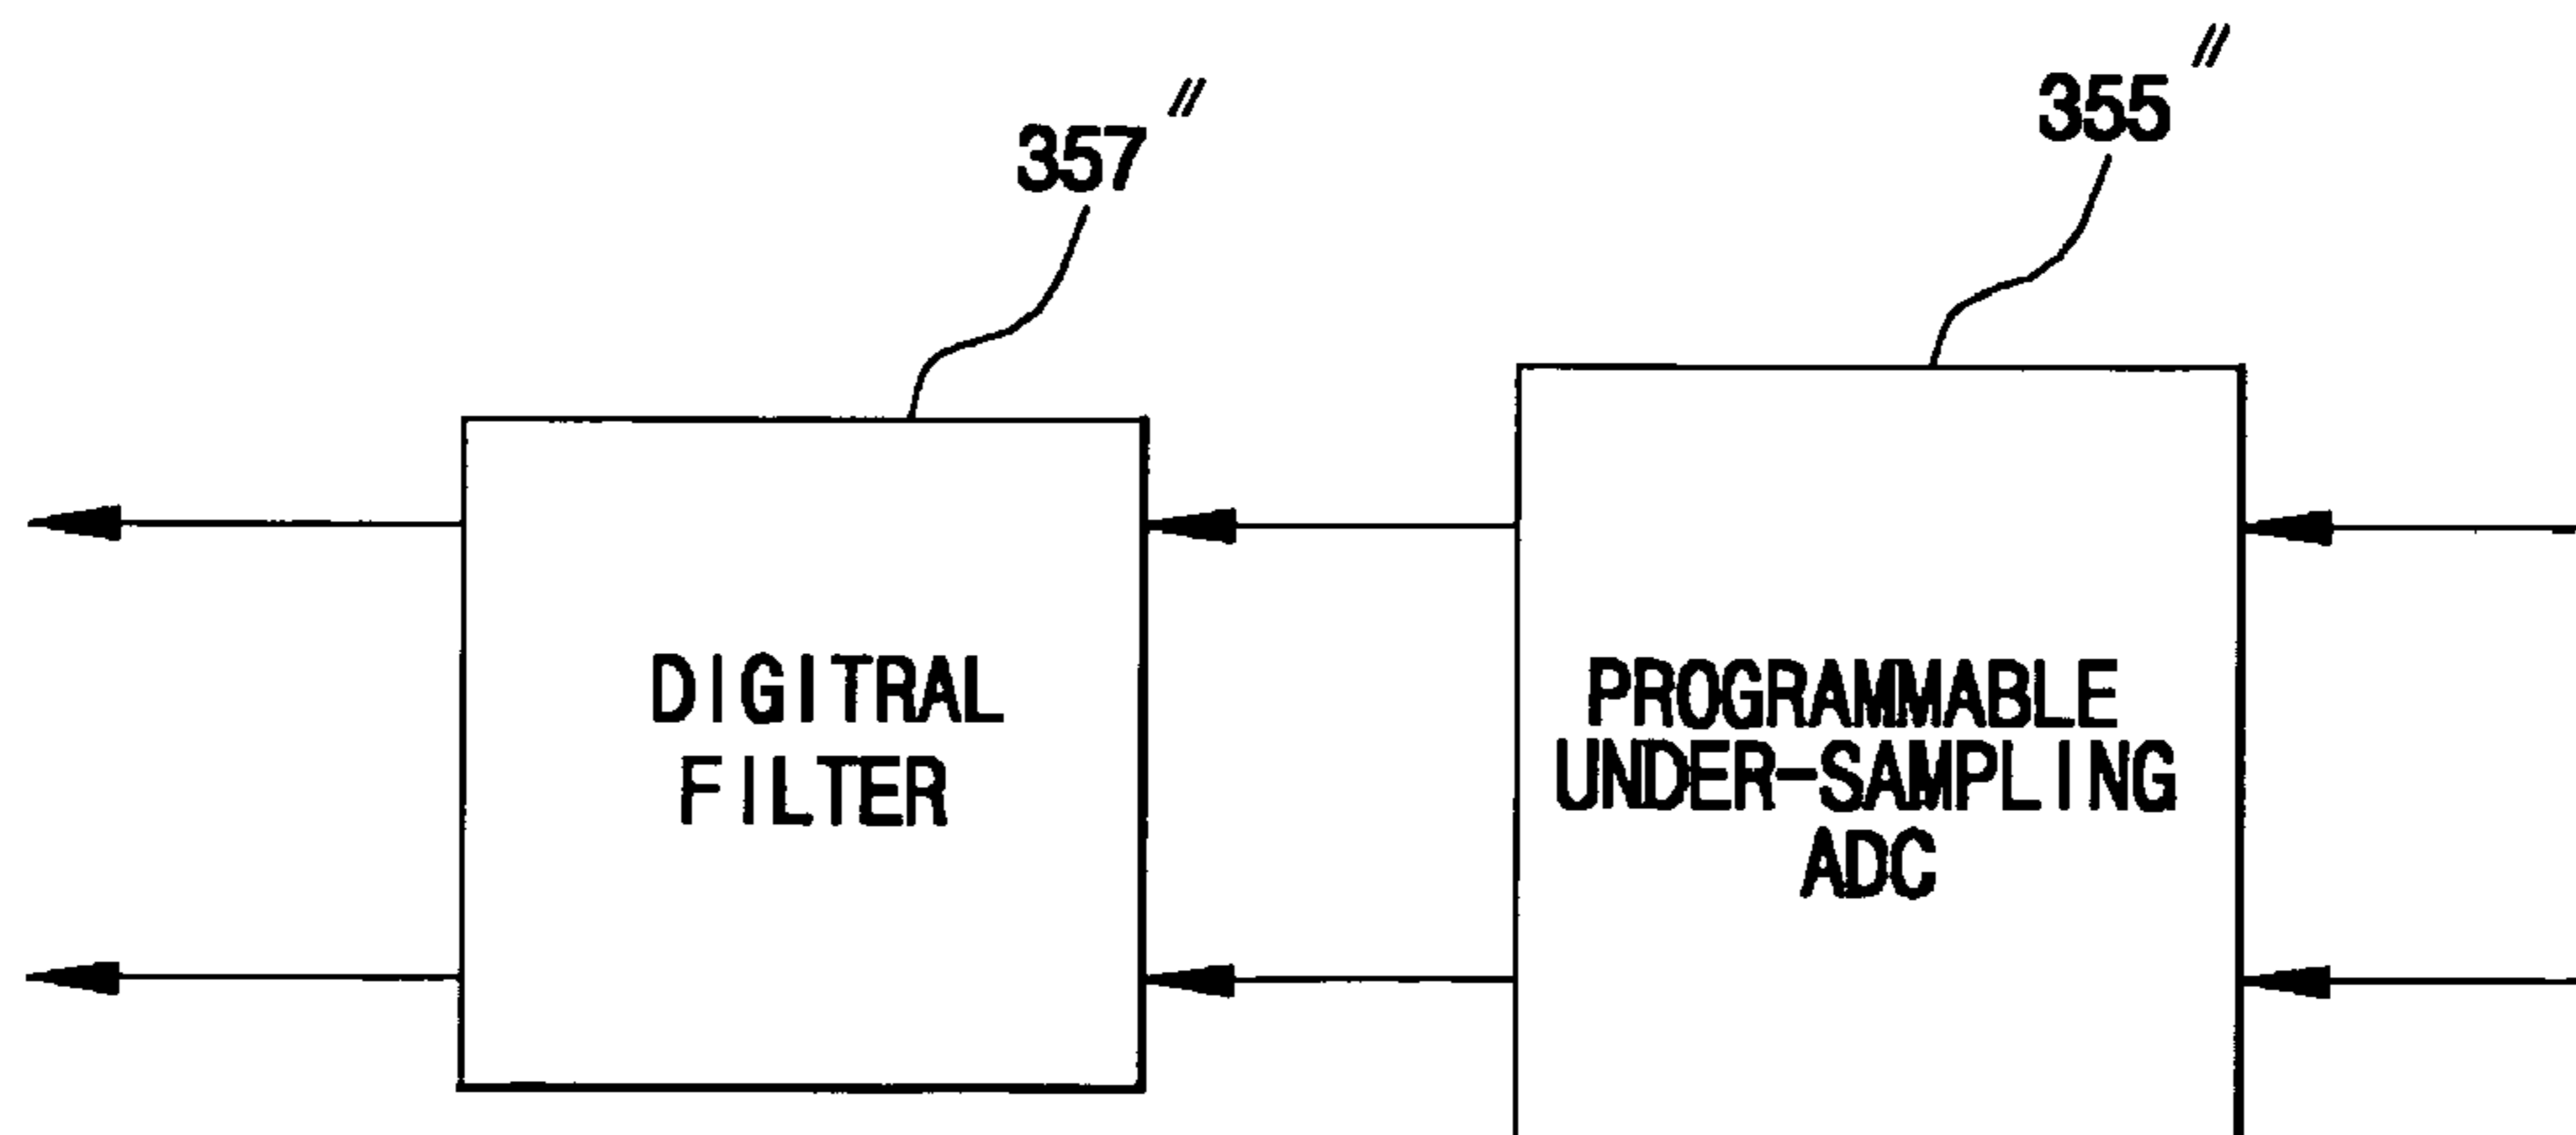 357″
355″
DIGITRAL
FILTER
PROGRAMMABLE
UNDER-SAMPLING
ADC